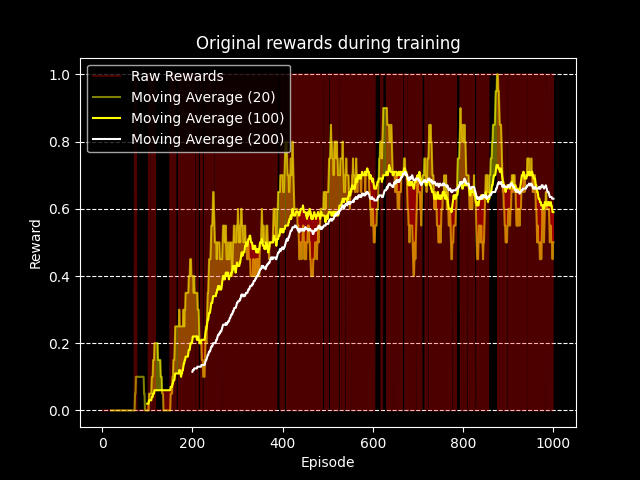 Original rewards during training
Raw Rewards
Moving Average (20)
Moving Average (100)
Moving Average (200)
1.0
0.8
0.6
0.4
0.2
0.0
Reward
0 200 400 600 800 1000
Episode